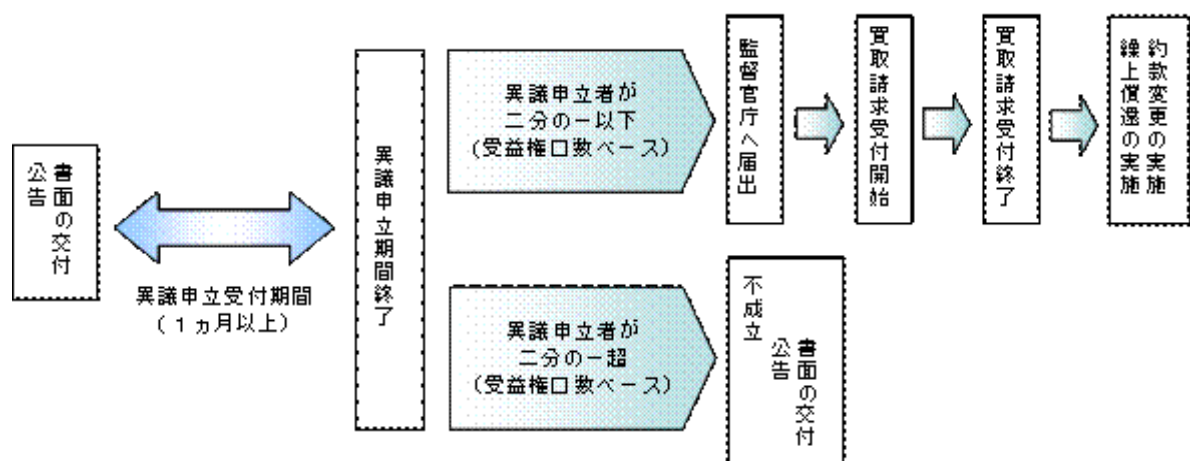 書面の交付
公告
異議申立受付期間
（１ヵ月以上）
異議申立期間終了
異議申立者が
二分の一以下
(受益権口数ベース)
監督官庁へ届出
買取請求受付開始
買取請求受付終了
約款変更の実施
繰上償還の実施
異議申立者が
二分の一超
(受益権口数ベース)
不成立
書面の交付
公告